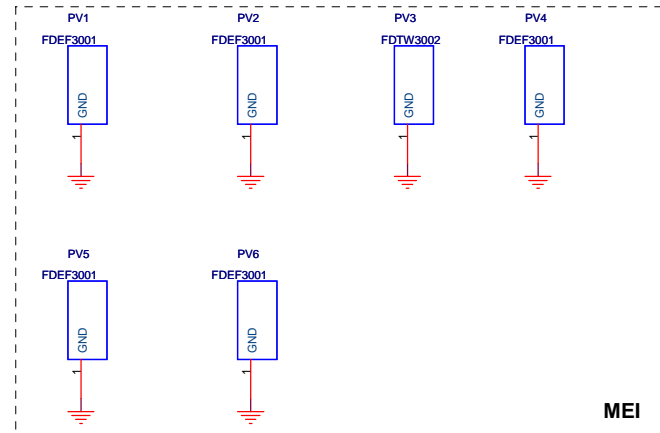 PV1 PV2 PV3 PV4
FDEF3001 FDEF3001 FDTW3002 FDEF3001
GND GND GND GND
1 1 1 1
PV5 PV6
FDEF3001 FDEF3001
GND GND
1 1
MEI